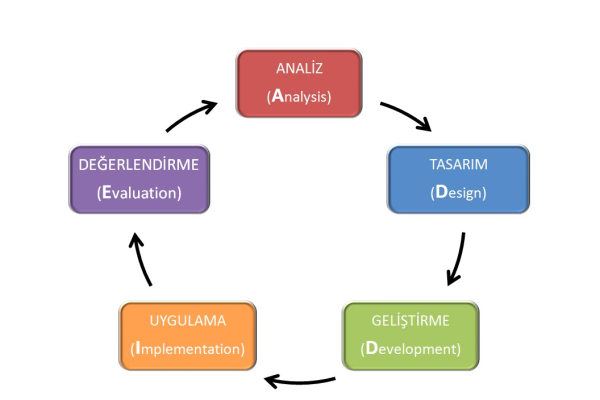 ANALİZ
(Analysis)
TASARIM
(Design)
GELİŞTİRME
(Development)
UYGULAMA
(Implementation)
DEĞERLENDİRME
(Evaluation)